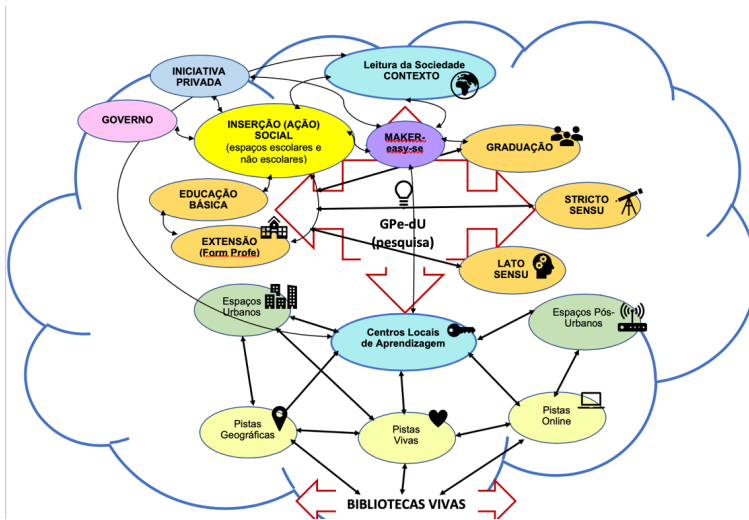 INICIATIVA
PRIVADA
Leitura da Sociedade
CONTEXTO
GOVERNO
INSERÇÃO (AÇÃO)
SOCIAL
(espaços escolares e
não escolares)
MAKER-
easy-se
GRADUAÇÃO
EDUCAÇÃO
BÁSICA
STRICTO
SENSU
GPe-dU
(pesquisa)
EXTENSÃO
(Form Profe)
LATO
SENSU
Espaços
Urbanos
Centros Locais
de Aprendizagem
Espaços Pós-
Urbanos
Pistas
Geográficas
Pistas
Vivas
Pistas
Online
BIBLIOTECAS VIVAS